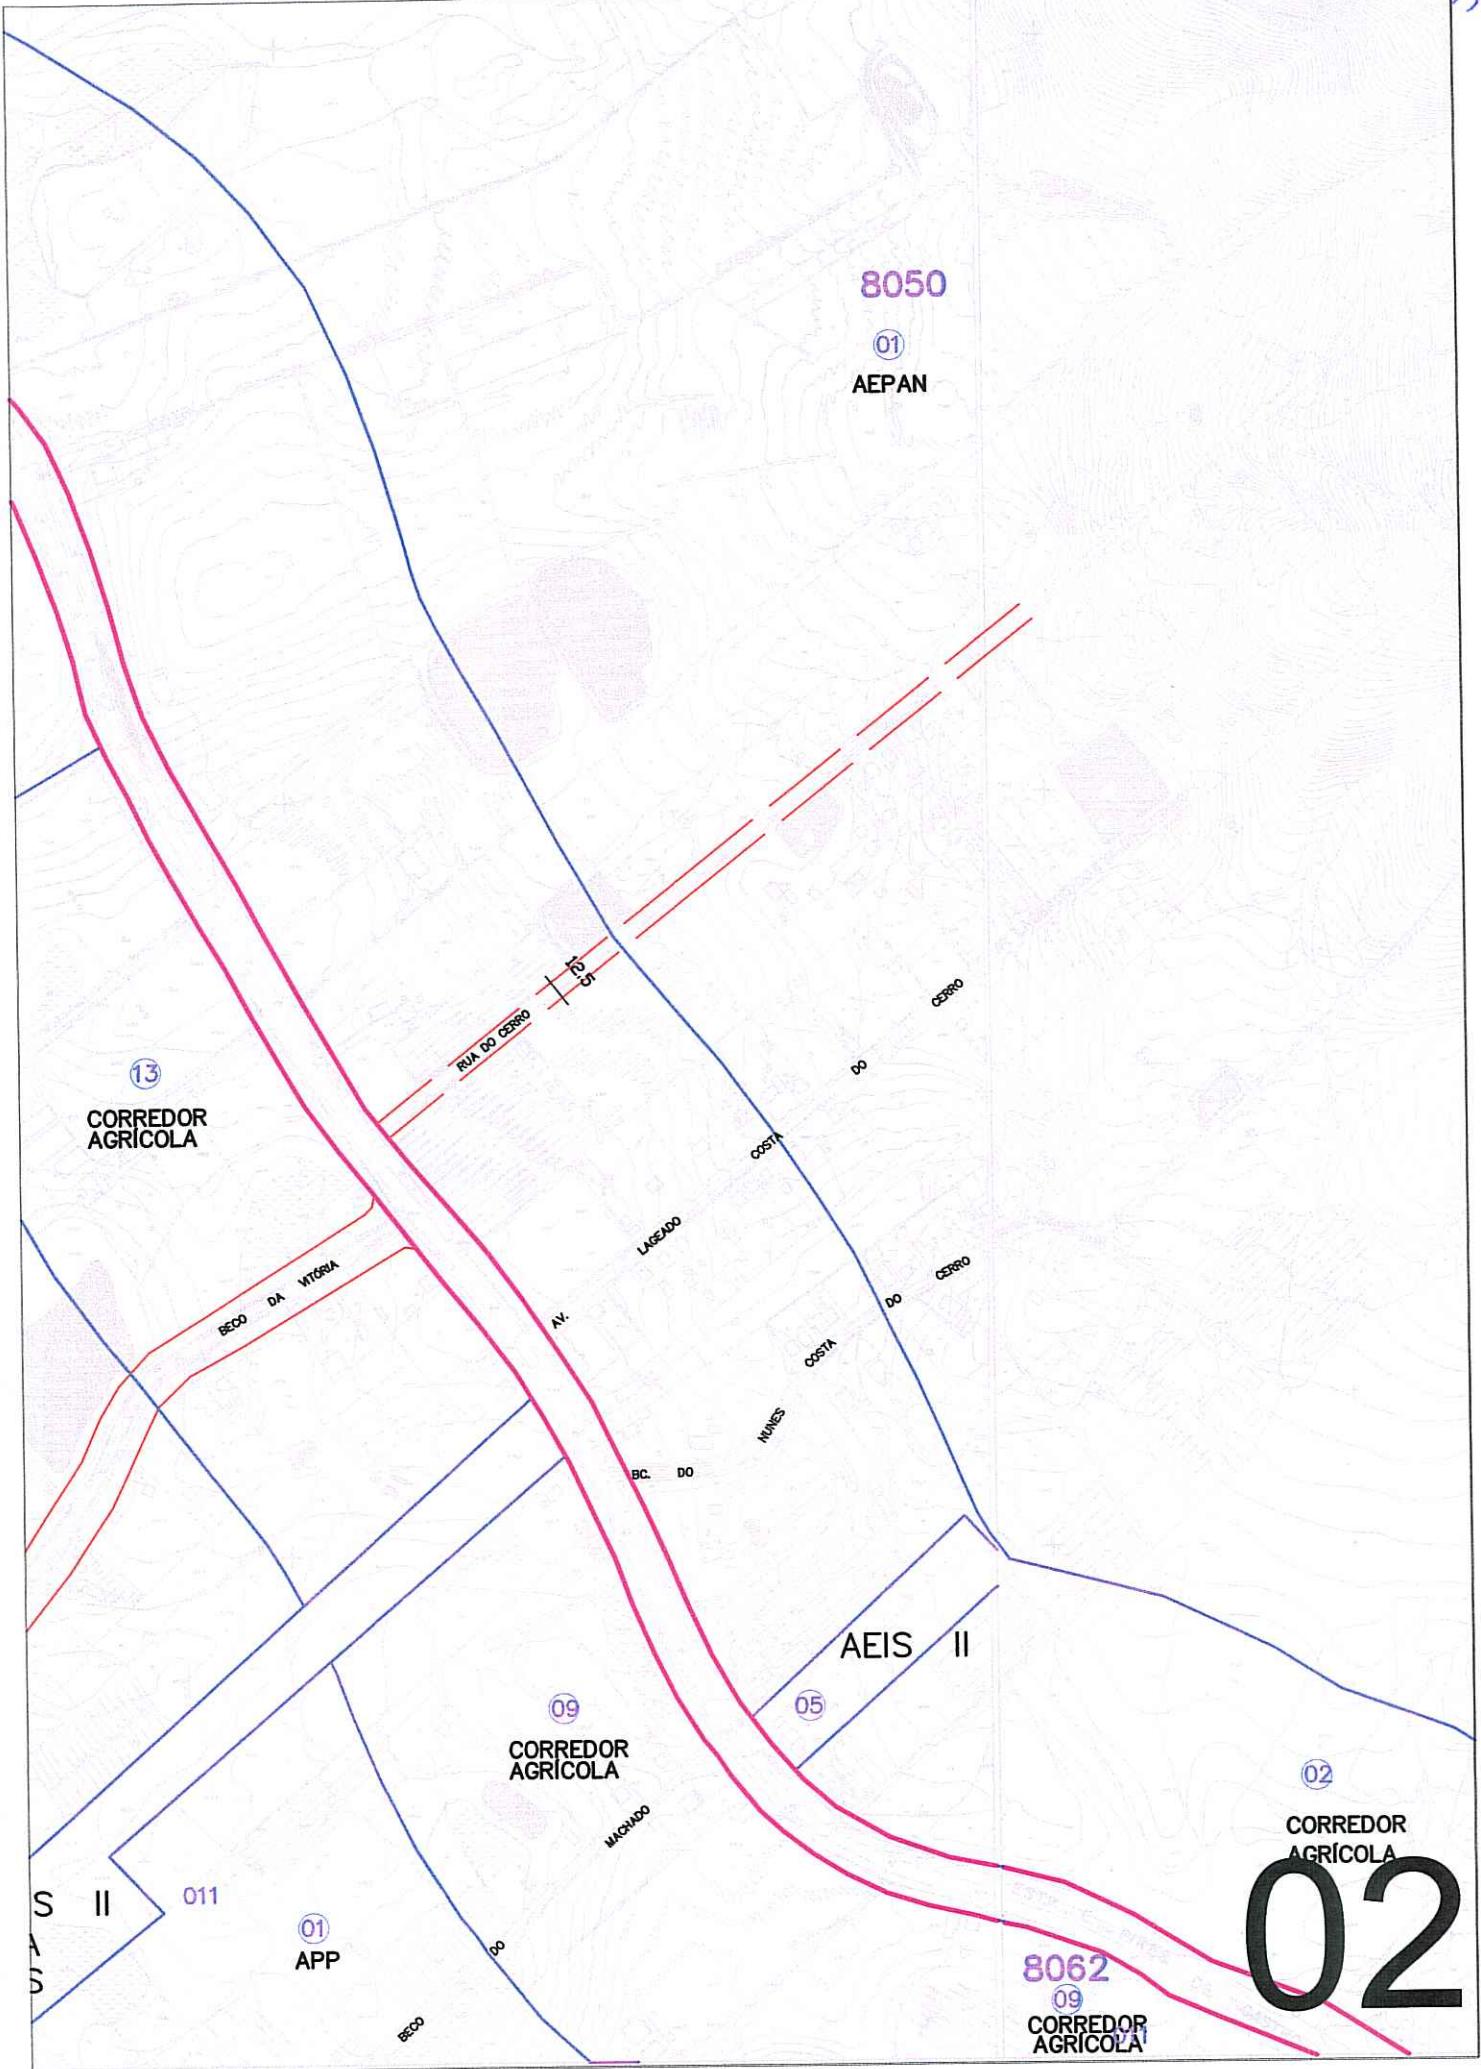 8050
01
AEPAN
12.5
RUA DO CERRO
13
CORREDOR
AGRÍCOLA
AV. LAGEADO COSTA DO CERRO
BECO DA VITÓRIA
BC. DO NUNES COSTA DO CERRO
AEIS II
05
09
CORREDOR
AGRÍCOLA
02
CORREDOR
AGRÍCOLA
02
S II
A
S
011
01
APP
BECO DO MACHADO
8062
09
CORREDOR
AGRÍCOLA
011